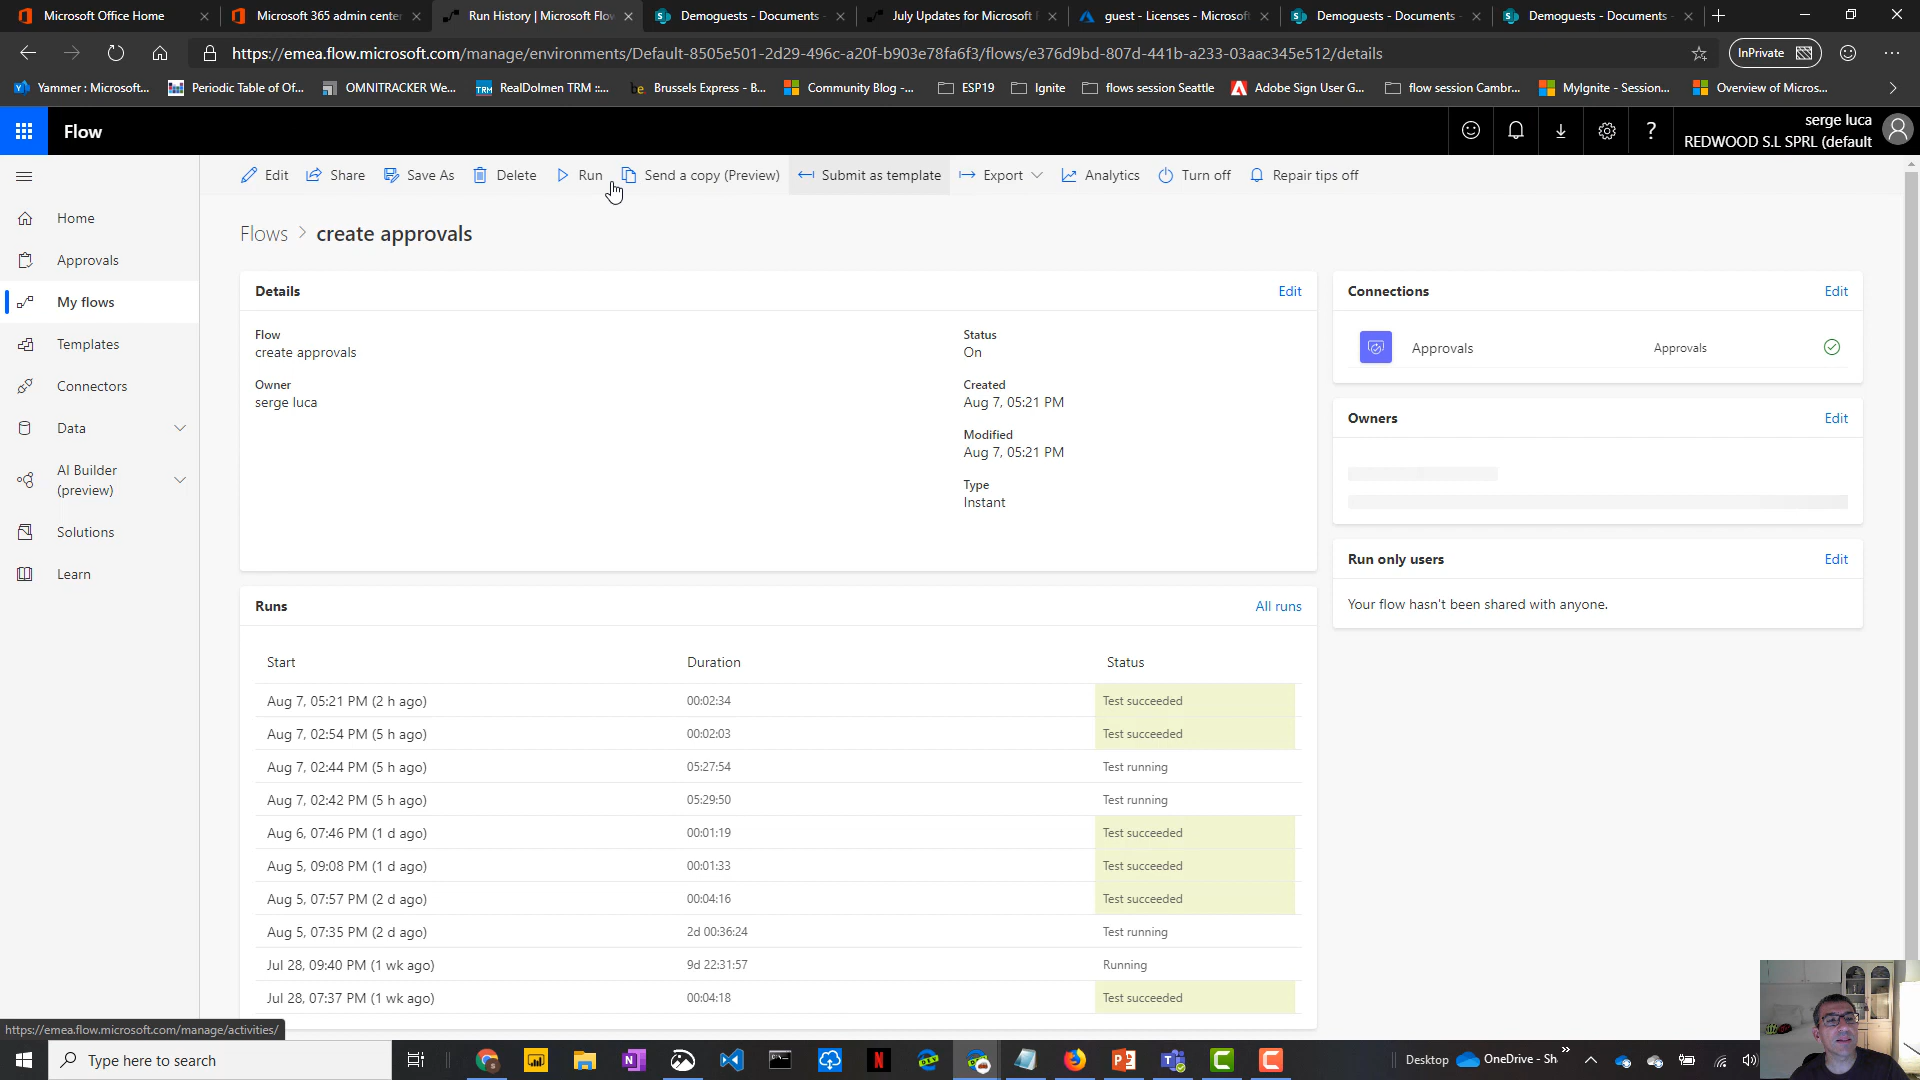 Microsoft Office Home
Microsoft 365 admin center
Run History | Microsoft Flow
Demoguests - Documents -
July Updates for Microsoft
guest - Licenses - Microsoft
Demoguests - Documents -
Demoguests - Documents -
https://emea.flow.microsoft.com/manage/environments/Default-8505e501-2d29-496c-a20f-b903e78fa6f3/flows/e376d9bd-807d-441b-a233-03aac345e512/details
InPrivate
Yammer : Microsoft...
Periodic Table of Of...
OMNITRACKER We...
TRM RealDolmen TRM ::...
be Brussels Express - B...
Community Blog -...
ESP19
Ignite
flows session Seattle
Adobe Sign User G...
flow session Cambr...
MyIgnite - Session...
Overview of Micros...
Flow
serge luca
REDWOOD S.L SPRL (default
Edit
Share
Save As
Delete
Run
Send a copy (Preview)
Submit as template
Export
Analytics
Turn off
Repair tips off
Home
Approvals
My flows
Templates
Connectors
Data
AI Builder
(preview)
Solutions
Learn
Flows > create approvals
Details
Edit
Flow
create approvals
Owner
serge luca
Status
On
Created
Aug 7, 05:21 PM
Modified
Aug 7, 05:21 PM
Type
Instant
Connections
Edit
Approvals
Approvals
Owners
Edit
Run only users
Edit
Your flow hasn't been shared with anyone.
Runs
All runs
Start Duration Status
Aug 7, 05:21 PM (2 h ago) 00:02:34 Test succeeded
Aug 7, 02:54 PM (5 h ago) 00:02:03 Test succeeded
Aug 7, 02:44 PM (5 h ago) 05:27:54 Test running
Aug 7, 02:42 PM (5 h ago) 05:29:50 Test running
Aug 6, 07:46 PM (1 d ago) 00:01:19 Test succeeded
Aug 5, 09:08 PM (1 d ago) 00:01:33 Test succeeded
Aug 5, 07:57 PM (2 d ago) 00:04:16 Test succeeded
Aug 5, 07:35 PM (2 d ago) 2d 00:36:24 Test running
Jul 28, 09:40 PM (1 wk ago) 9d 22:31:57 Running
Jul 28, 07:37 PM (1 wk ago) 00:04:18 Test succeeded
https://emea.flow.microsoft.com/manage/activities/
Type here to search
Desktop
OneDrive - Sh